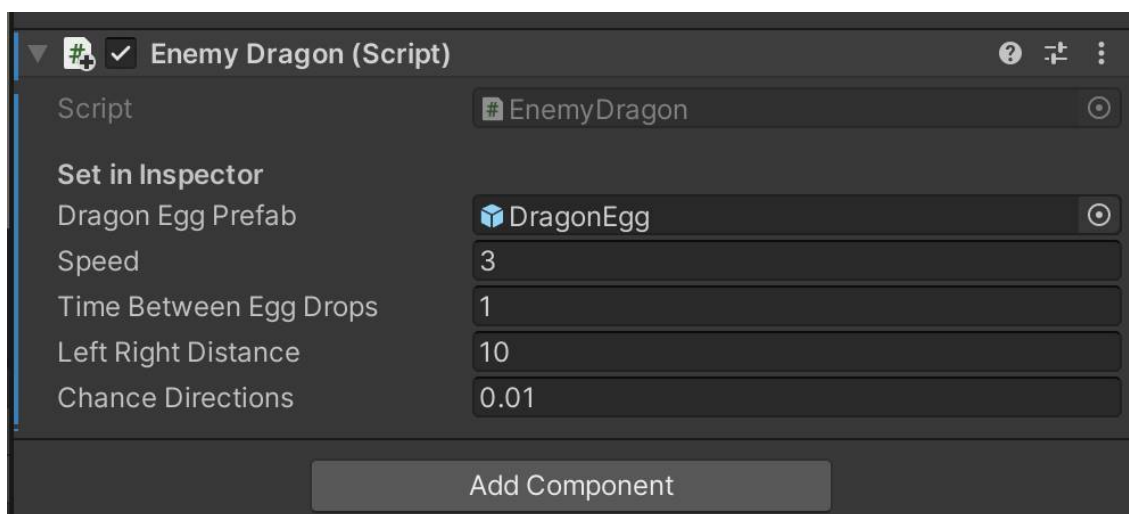 Enemy Dragon (Script)
Script EnemyDragon
Set in Inspector
Dragon Egg Prefab DragonEgg
Speed 3
Time Between Egg Drops 1
Left Right Distance 10
Chance Directions 0.01
Add Component